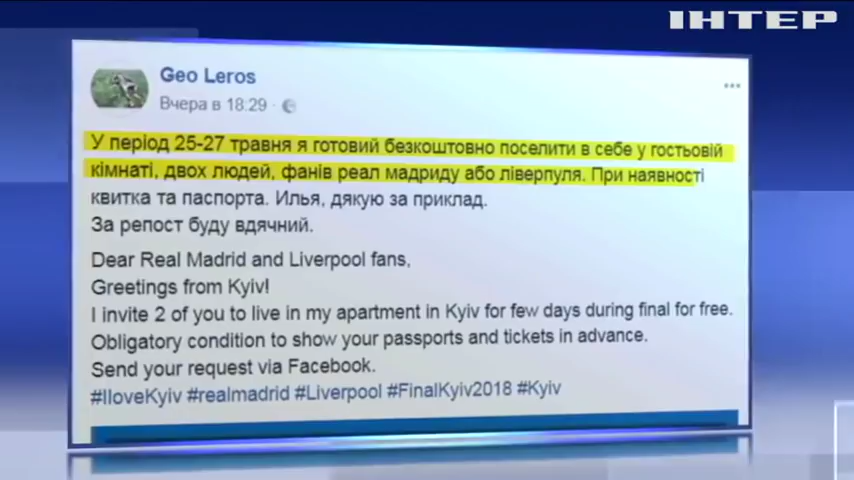 ІНТЕР
Geo Leros
Вчера в 18:29 ·
У період 25-27 травня я готовий безкоштовно поселити в себе у гостьовій
кімнаті, двох людей, фанів реал мадриду або ліверпуля. При наявності
квитка та паспорта. Илья, дякую за приклад.
За репост буду вдячний.
Dear Real Madrid and Liverpool fans,
Greetings from Kyiv!
I invite 2 of you to live in my apartment in Kyiv for few days during final for free.
Obligatory condition to show your passports and tickets in advance.
Send your request via Facebook.
#IloveKyiv #realmadrid #Liverpool #FinalKyiv2018 #Kyiv